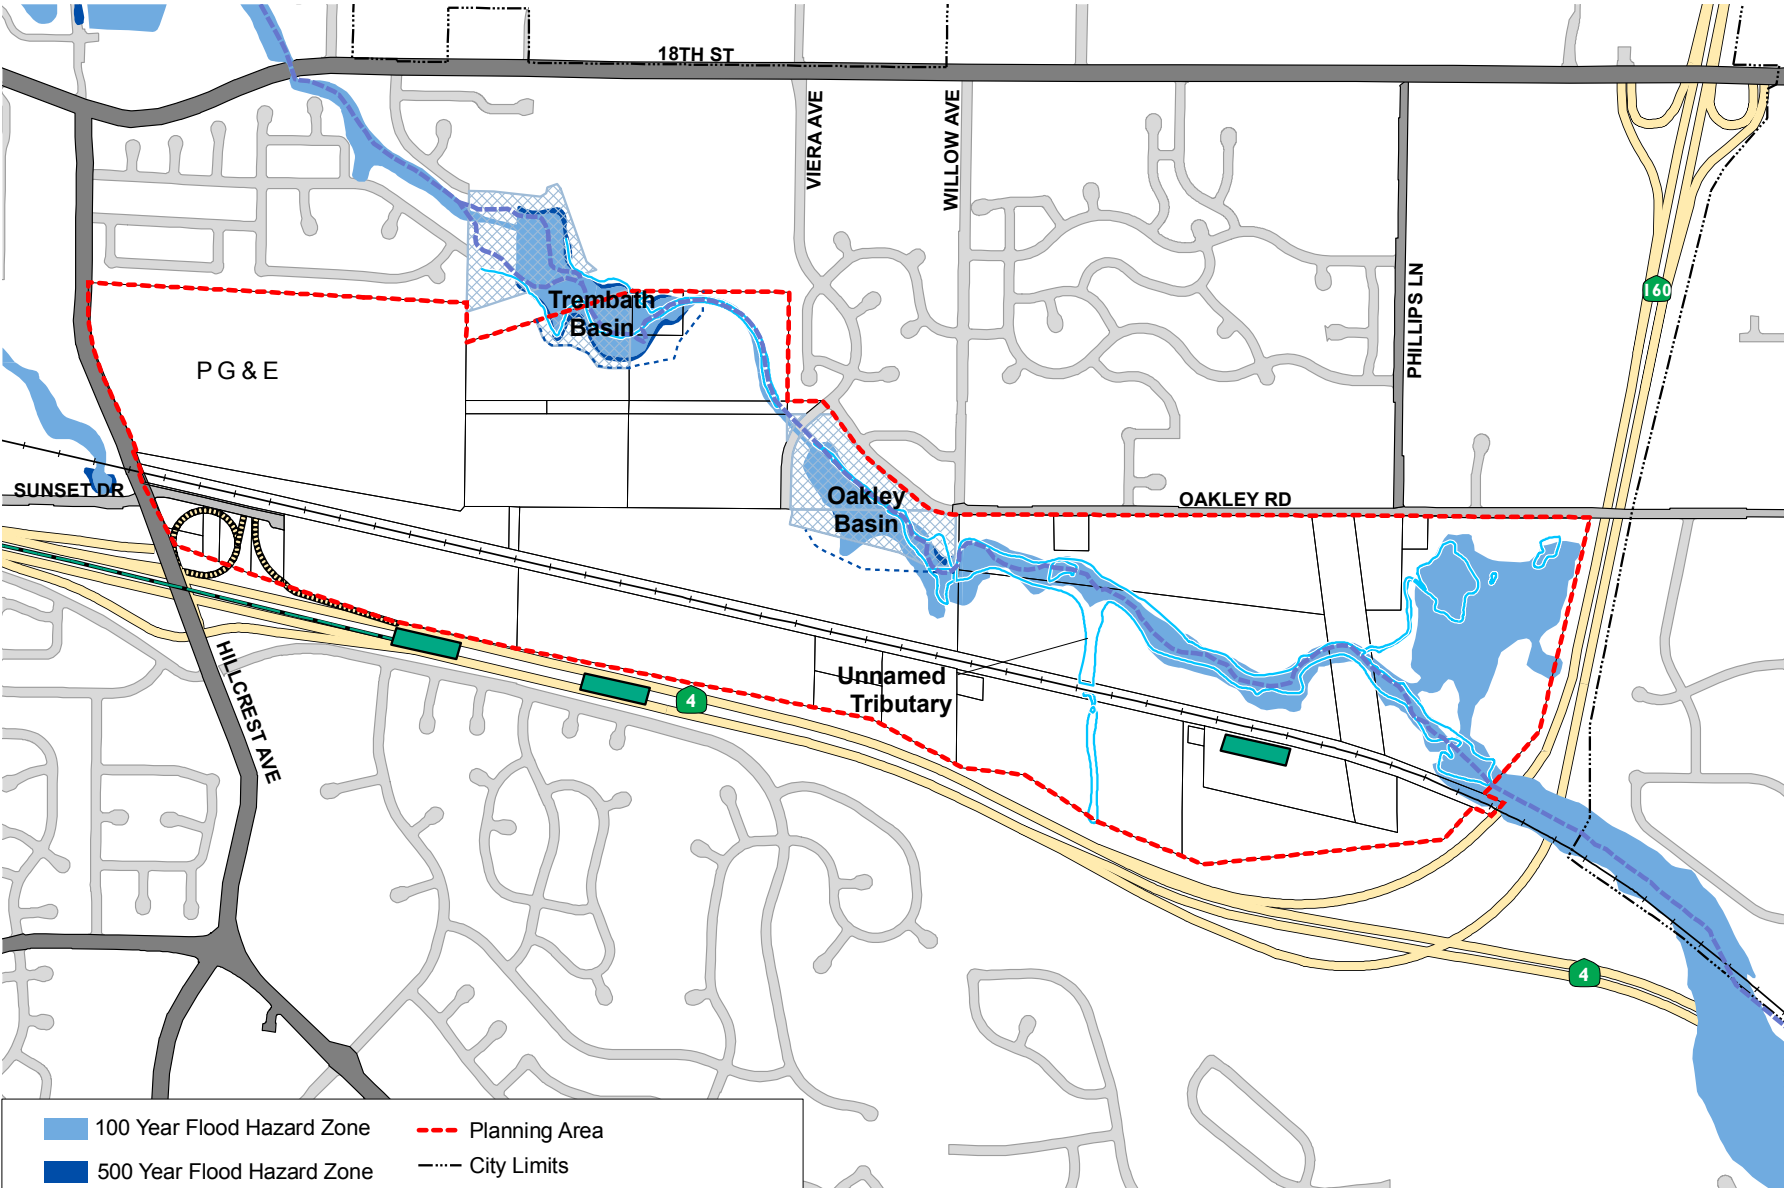 18TH ST
VIERA AVE
WILLOW AVE
PHILLIPS LN
160
Trembath
Basin
PG&E
SUNSET DR
Oakley
Basin
OAKLEY RD
HILLCREST AVE
Unnamed
Tributary
4
4
100 Year Flood Hazard Zone
Planning Area
500 Year Flood Hazard Zone
City Limits